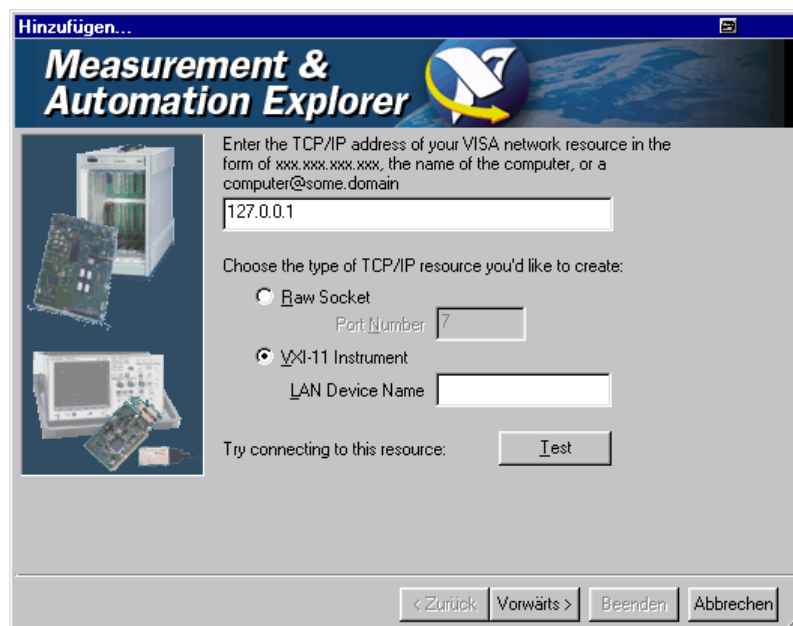 Hinzufügen...
Measurement &
Automation Explorer
Enter the TCP/IP address of your VISA network resource in the
form of xxx.xxx.xxx.xxx, the name of the computer, or a
computer@some.domain
127.0.0.1
Choose the type of TCP/IP resource you'd like to create:
Raw Socket
Port Number 7
VXI-11 Instrument
LAN Device Name
Try connecting to this resource: Test
< Zurück Vorwärts > Beenden Abbrechen